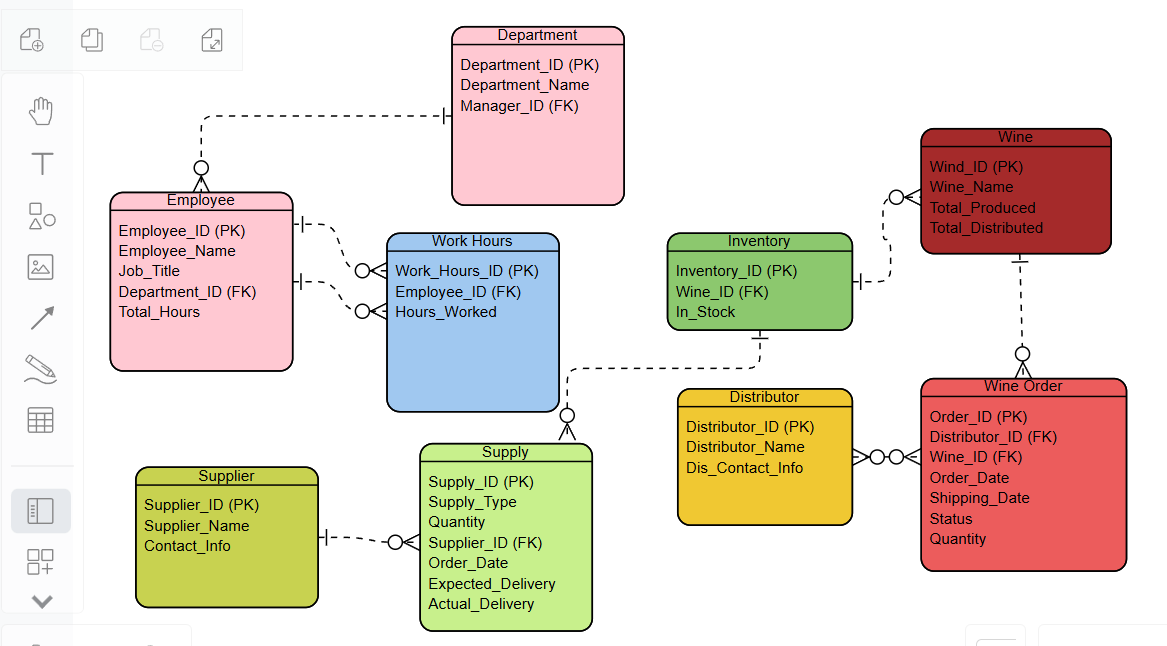 Department
Department_ID (PK)
Department_Name
Manager_ID (FK)
Employee
Employee_ID (PK)
Employee_Name
Job_Title
Department_ID (FK)
Total_Hours
Work Hours
Work_Hours_ID (PK)
Employee_ID (FK)
Hours_Worked
Inventory
Inventory_ID (PK)
Wine_ID (FK)
In_Stock
Wine
Wind_ID (PK)
Wine_Name
Total_Produced
Total_Distributed
Supplier
Supplier_ID (PK)
Supplier_Name
Contact_Info
Supply
Supply_ID (PK)
Supply_Type
Quantity
Supplier_ID (FK)
Order_Date
Expected_Delivery
Actual_Delivery
Distributor
Distributor_ID (PK)
Distributor_Name
Dis_Contact_Info
Wine Order
Order_ID (PK)
Distributor_ID (FK)
Wine_ID (FK)
Order_Date
Shipping_Date
Status
Quantity